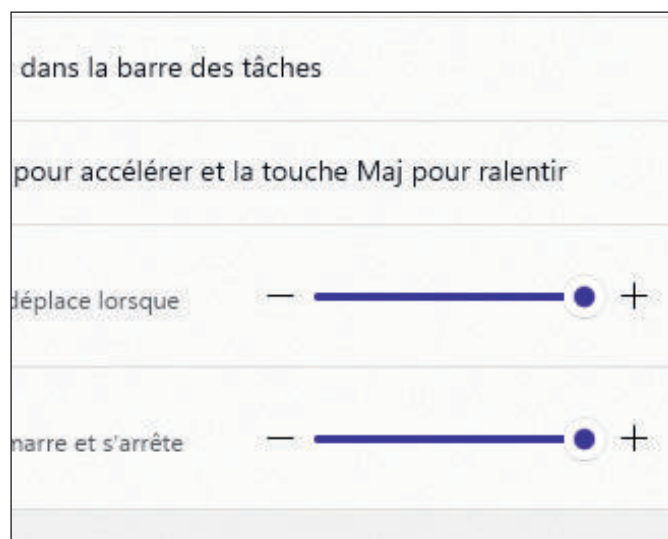 dans la barre des tâches
pour accélérer et la touche Maj pour ralentir
déplace lorsque
marre et s'arrête